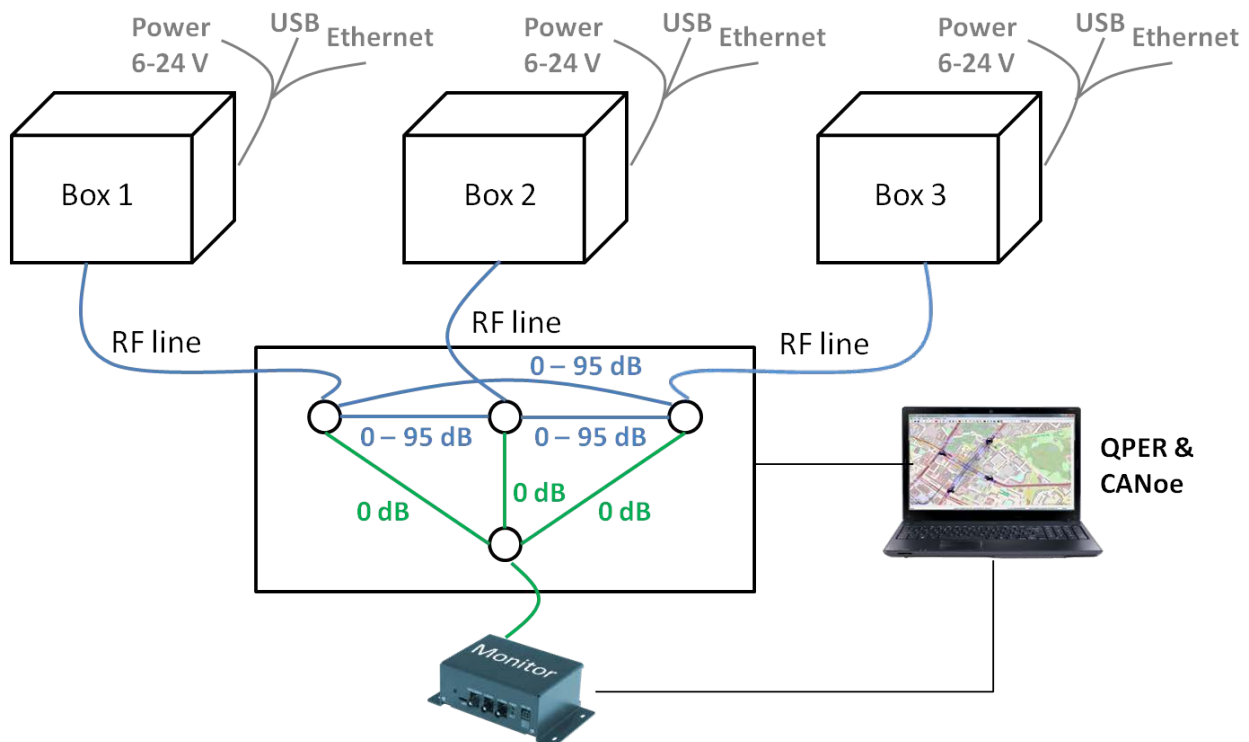 Power
6-24 V
USB
Ethernet
Power
6-24 V
USB
Ethernet
Power
6-24 V
USB
Ethernet
Box 1
Box 2
Box 3
RF line
RF line
RF line
0 – 95 dB
0 – 95 dB
0 – 95 dB
0 dB
0 dB
0 dB
QPER &
CANoe
Monitor